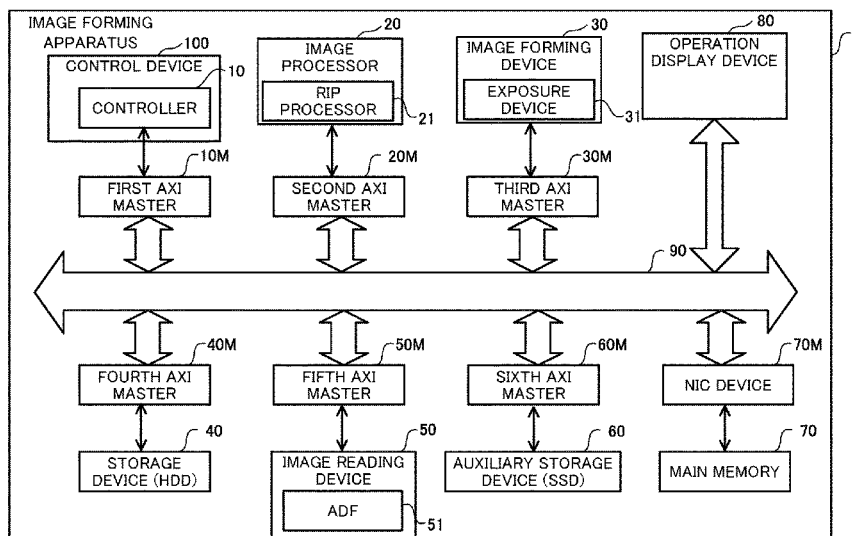 IMAGE FORMING
APPARATUS
100
CONTROL DEVICE
10
CONTROLLER
20
IMAGE
PROCESSOR
RIP
PROCESSOR
21
30
IMAGE FORMING
DEVICE
EXPOSURE
DEVICE
31
80
OPERATION
DISPLAY DEVICE
10M
FIRST AXI
MASTER
20M
SECOND AXI
MASTER
30M
THIRD AXI
MASTER
90
40M
FOURTH AXI
MASTER
50M
FIFTH AXI
MASTER
60M
SIXTH AXI
MASTER
70M
NIC DEVICE
40
STORAGE
DEVICE (HDD)
50
IMAGE READING
DEVICE
ADF
51
60
AUXILIARY STORAGE
DEVICE (SSD)
70
MAIN MEMORY